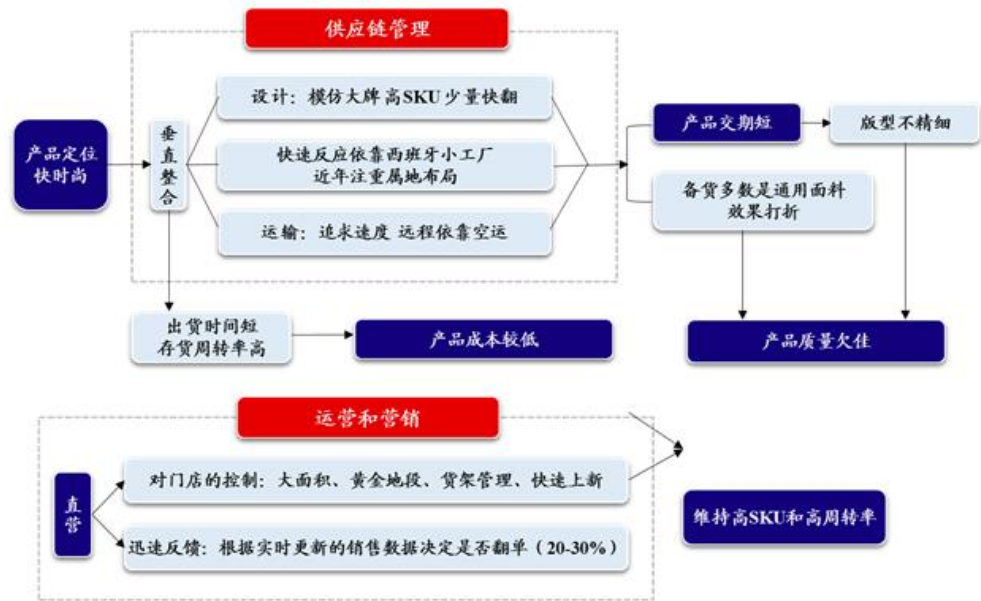 供应链管理
设计：模仿大牌 高SKU 少量快翻
产品定位
快时尚
垂直整合
快速反应依靠西班牙小工厂
近年注重属地布局
运输：追求速度 远程依靠空运
产品交期短
版型不精细
备货多数是通用面料
效果打折
出货时间短
存货周转率高
产品成本较低
产品质量欠佳
运营和营销
直营
对门店的控制：大面积、黄金地段、货架管理、快速上新
迅速反馈：根据实时更新的销售数据决定是否翻单（20-30%）
维持高SKU和高周转率